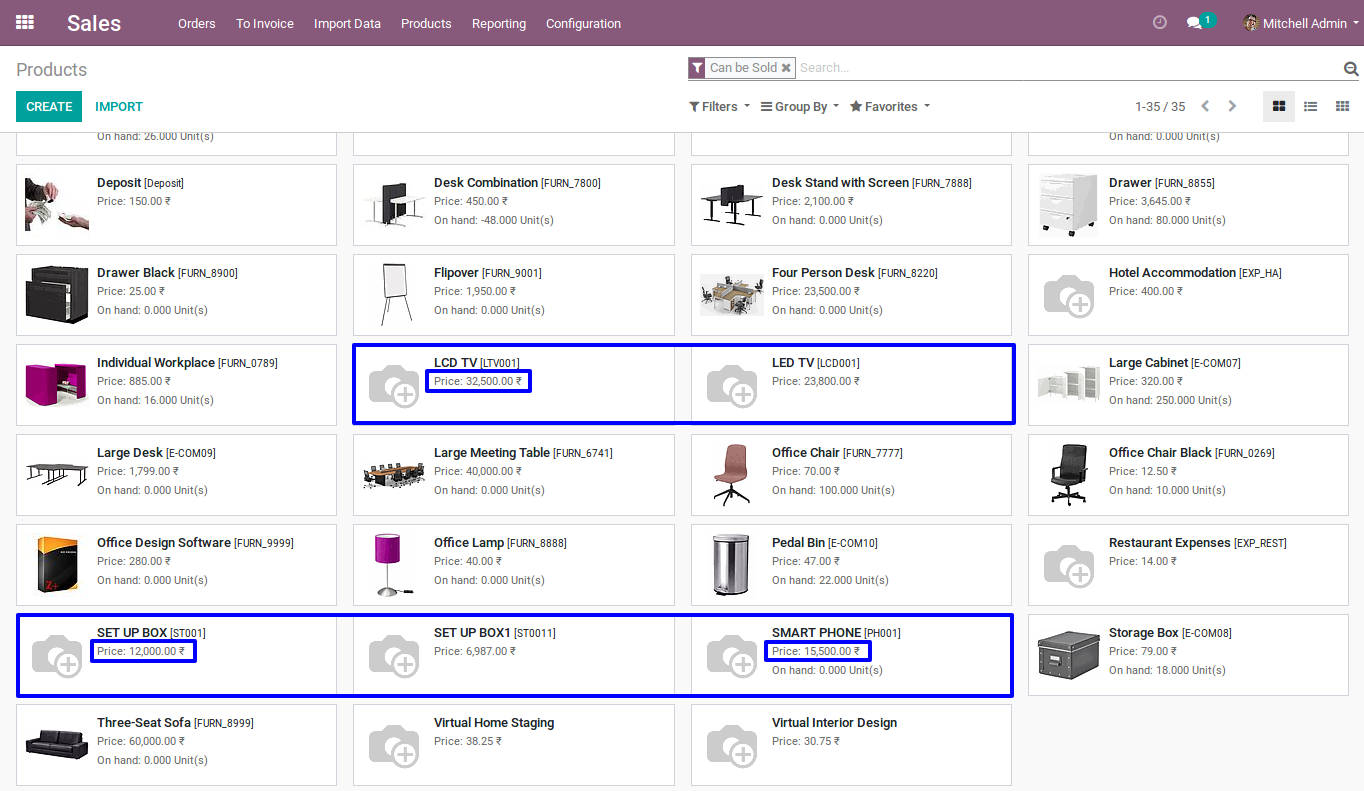 Sales
Orders
To Invoice
Import Data
Products
Reporting
Configuration
1
Mitchell Admin
Products
Can be Sold
Search...
CREATE
IMPORT
Filters
Group By
Favorites
1-35 / 35
On hand: 26.000 Unit(s)
On hand: 0.000 Unit(s)
Deposit [Deposit]
Price: 150.00 ₹
Desk Combination [FURN_7800]
Price: 450.00 ₹
On hand: -48.000 Unit(s)
Desk Stand with Screen [FURN_7888]
Price: 2,100.00 ₹
On hand: 0.000 Unit(s)
Drawer [FURN_8855]
Price: 3,645.00 ₹
On hand: 80.000 Unit(s)
Drawer Black [FURN_8900]
Price: 25.00 ₹
On hand: 0.000 Unit(s)
Flipover [FURN_9001]
Price: 1,950.00 ₹
On hand: 0.000 Unit(s)
Four Person Desk [FURN_8220]
Price: 23,500.00 ₹
On hand: 0.000 Unit(s)
Hotel Accommodation [EXP_HA]
Price: 400.00 ₹
Individual Workplace [FURN_0789]
Price: 885.00 ₹
On hand: 16.000 Unit(s)
LCD TV [LTV001]
Price: 32,500.00 ₹
LED TV [LCD001]
Price: 23,800.00 ₹
Large Cabinet [E-COM07]
Price: 320.00 ₹
On hand: 250.000 Unit(s)
Large Desk [E-COM09]
Price: 1,799.00 ₹
On hand: 0.000 Unit(s)
Large Meeting Table [FURN_6741]
Price: 40,000.00 ₹
On hand: 0.000 Unit(s)
Office Chair [FURN_7777]
Price: 70.00 ₹
On hand: 100.000 Unit(s)
Office Chair Black [FURN_0269]
Price: 12.50 ₹
On hand: 10.000 Unit(s)
Office Design Software [FURN_9999]
Price: 280.00 ₹
On hand: 0.000 Unit(s)
Office Lamp [FURN_8888]
Price: 40.00 ₹
On hand: 0.000 Unit(s)
Pedal Bin [E-COM10]
Price: 47.00 ₹
On hand: 22.000 Unit(s)
Restaurant Expenses [EXP_REST]
Price: 14.00 ₹
SET UP BOX [ST001]
Price: 12,000.00 ₹
SET UP BOX1 [ST0011]
Price: 6,987.00 ₹
SMART PHONE [PH001]
Price: 15,500.00 ₹
On hand: 0.000 Unit(s)
Storage Box [E-COM08]
Price: 79.00 ₹
On hand: 18.000 Unit(s)
Three-Seat Sofa [FURN_8999]
Price: 60,000.00 ₹
On hand: 0.000 Unit(s)
Virtual Home Staging
Price: 38.25 ₹
Virtual Interior Design
Price: 30.75 ₹